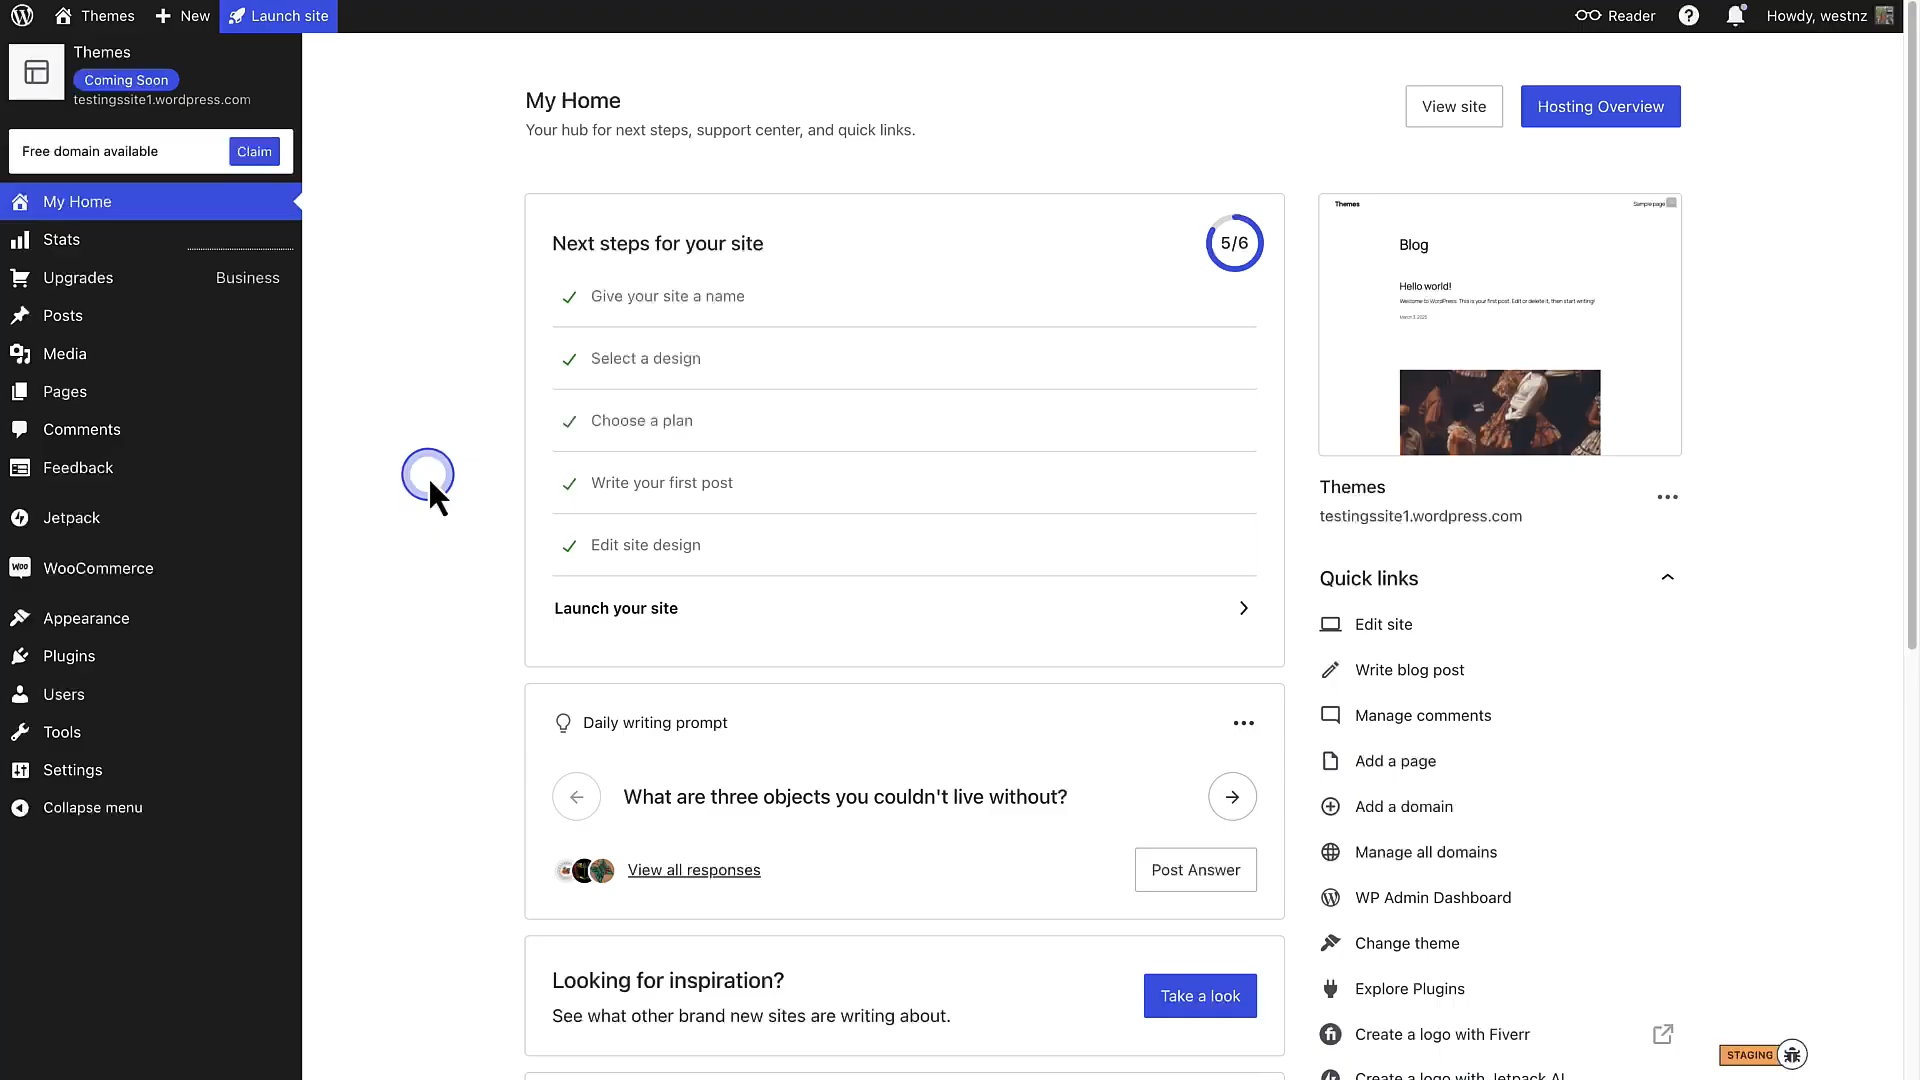 Themes
New
Launch site
Reader
Howdy, westnz
Themes
Coming Soon
testingssite1.wordpress.com
Free domain available
Claim
My Home
Stats
Upgrades
Business
Posts
Media
Pages
Comments
Feedback
Jetpack
WooCommerce
Appearance
Plugins
Users
Tools
Settings
Collapse menu
My Home
Your hub for next steps, support center, and quick links.
View site
Hosting Overview
Next steps for your site
5/6
Give your site a name
Select a design
Choose a plan
Write your first post
Edit site design
Launch your site
Daily writing prompt
What are three objects you couldn't live without?
View all responses
Post Answer
Looking for inspiration?
See what other brand new sites are writing about.
Take a look
Themes
Sample page
Blog
Hello world!
Welcome to WordPress. This is your first post. Edit or delete it, then start writing!
March 3, 2025
Themes
testingssite1.wordpress.com
Quick links
Edit site
Write blog post
Manage comments
Add a page
Add a domain
Manage all domains
WP Admin Dashboard
Change theme
Explore Plugins
Create a logo with Fiverr
Create a logo with Jetpack AI
STAGING